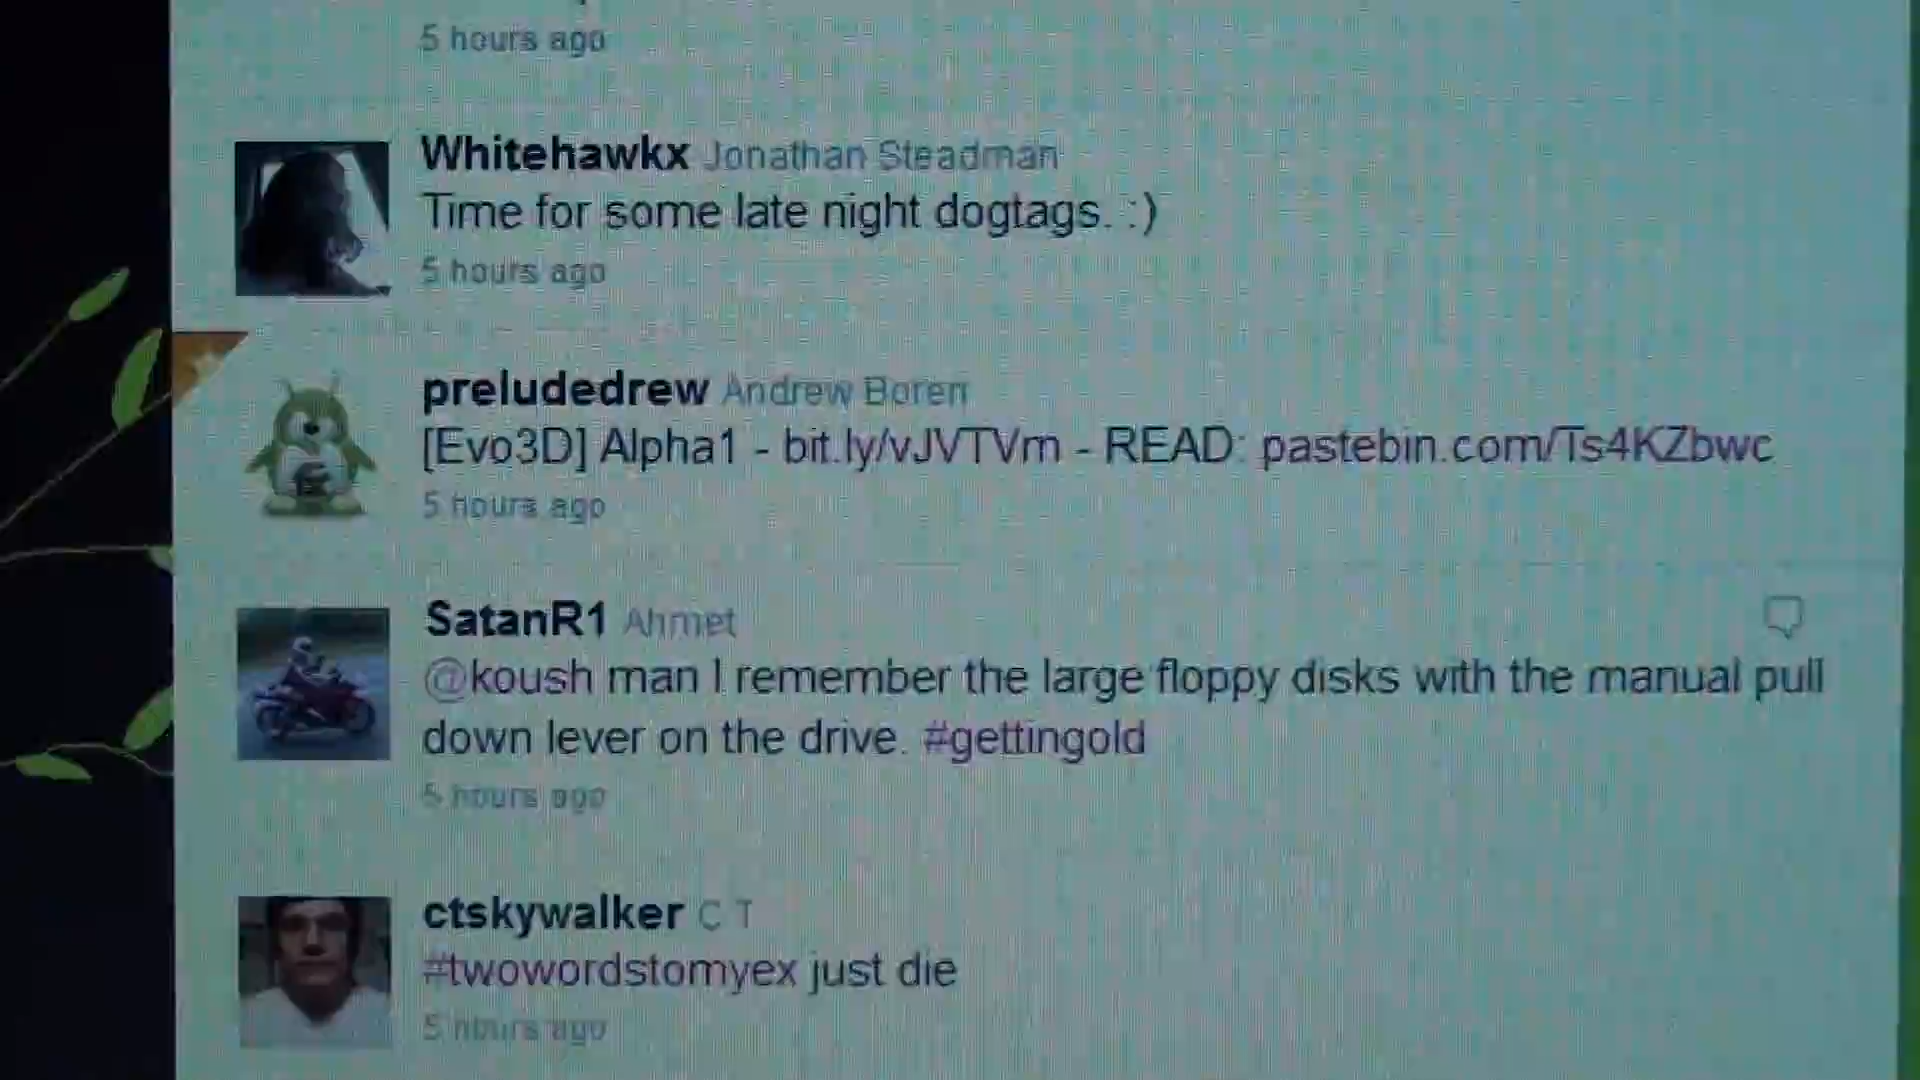 5 hours ago
Whitehawkx Jonathan Steadman
Time for some late night dogtags. :)
5 hours ago
preludedrew Andrew Boren
[Evo3D] Alpha1 - bit.ly/vJVTVm - READ: pastebin.com/Ts4KZbwc
5 hours ago
SatanR1 Ahmet
@koush man I remember the large floppy disks with the manual pull
down lever on the drive. #gettingold
5 hours ago
ctskywalker C T
#twowordstomyex just die
5 hours ago